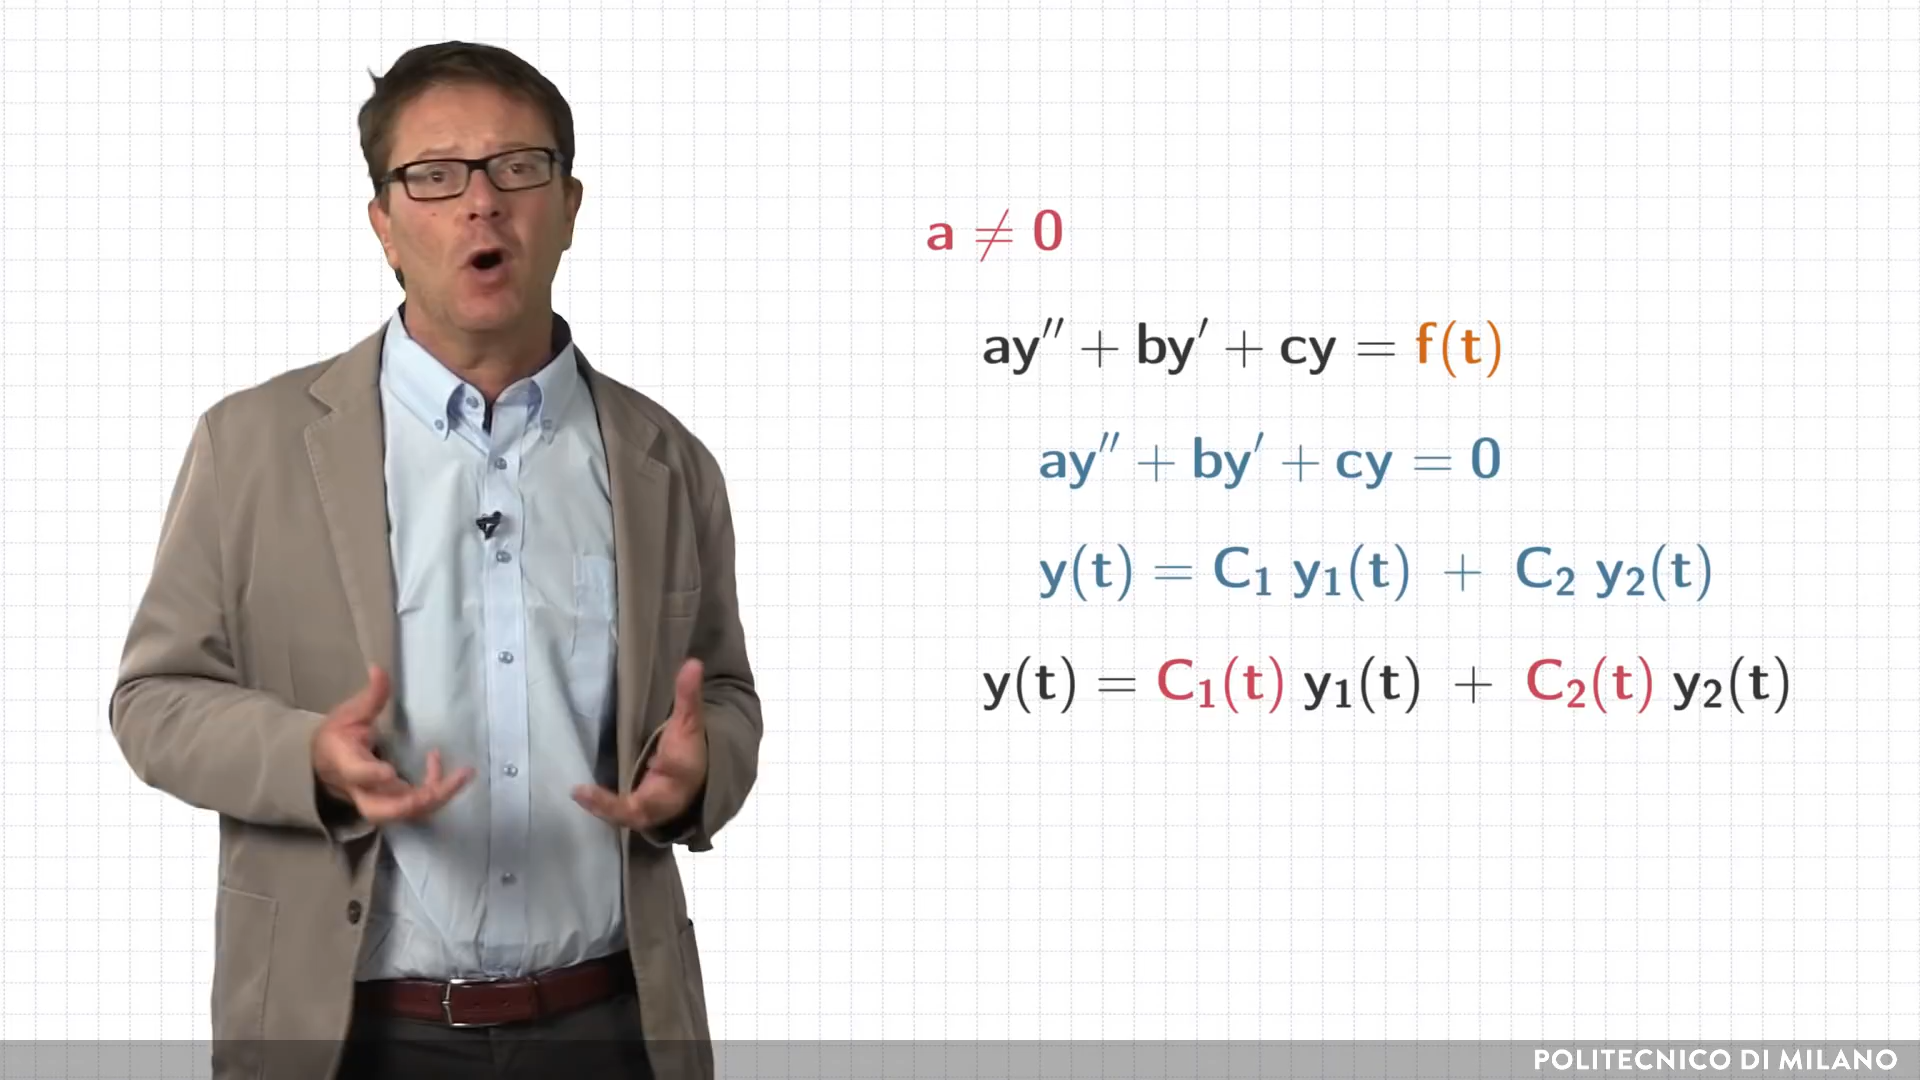 a ≠ 0
ay″ + by′ + cy = f(t)
ay″ + by′ + cy = 0
y(t) = C₁ y₁(t) + C₂ y₂(t)
y(t) = C₁(t) y₁(t) + C₂(t) y₂(t)
POLITECNICO DI MILANO